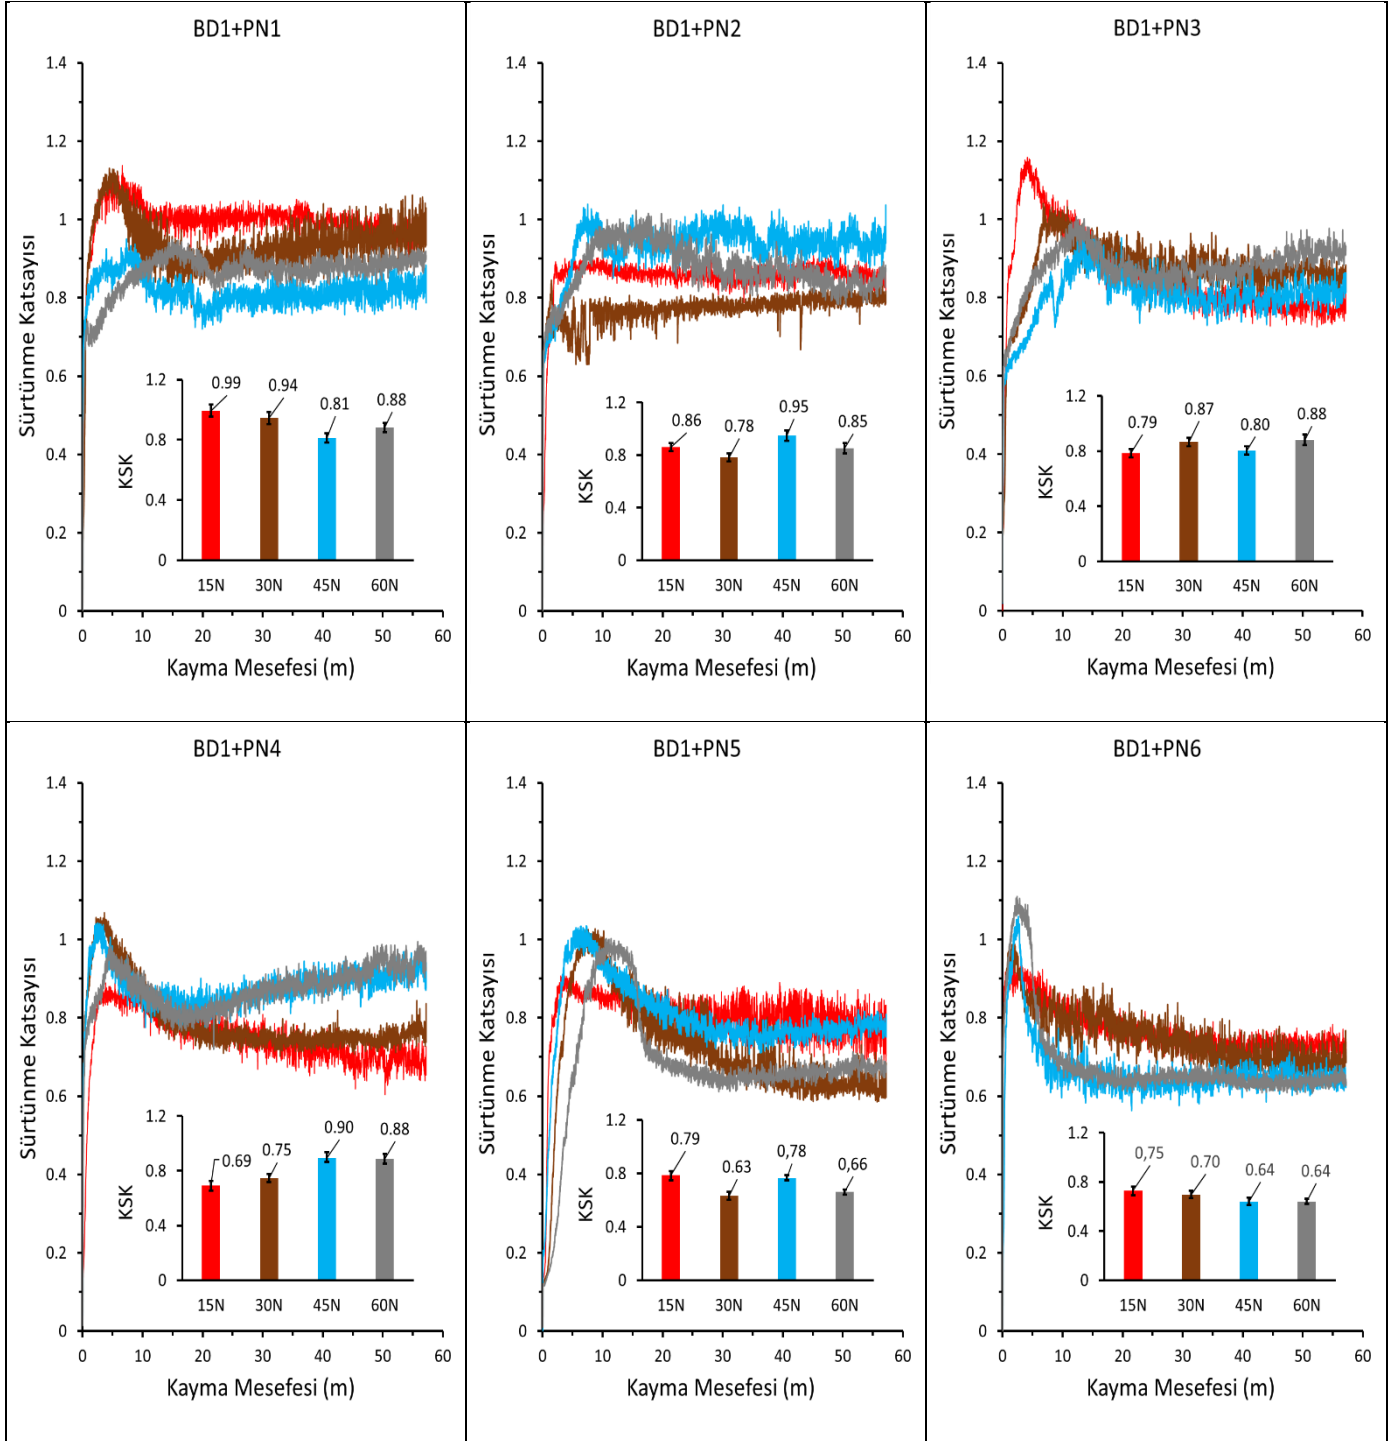 BD1+PN1
1.4
1.2
1
0.8
0.6
0.4
0.2
0
Sürtünme Katsayısı
0 10 20 30 40 50 60
Kayma Mesefesi (m)
1.2
0.8
0.4
0
KSK
0.99 0.94 0.81 0.88
15N 30N 45N 60N
BD1+PN2
1.4
1.2
1
0.8
0.6
0.4
0.2
0
Sürtünme Katsayısı
0 10 20 30 40 50 60
Kayma Mesefesi (m)
1.2
0.8
0.4
0
KSK
0.86 0.78 0.95 0.85
15N 30N 45N 60N
BD1+PN3
1.4
1.2
1
0.8
0.6
0.4
0.2
0
Sürtünme Katsayısı
0 10 20 30 40 50 60
Kayma Mesefesi (m)
1.2
0.8
0.4
0
KSK
0.79 0.87 0.80 0.88
15N 30N 45N 60N
BD1+PN4
1.4
1.2
1
0.8
0.6
0.4
0.2
0
Sürtünme Katsayısı
0 10 20 30 40 50 60
Kayma Mesefesi (m)
1.2
0.8
0.4
0
KSK
0.69 0.75 0.90 0.88
15N 30N 45N 60N
BD1+PN5
1.4
1.2
1
0.8
0.6
0.4
0.2
0
Sürtünme Katsayısı
0 10 20 30 40 50 60
Kayma Mesefesi (m)
1.2
0.8
0.4
0
KSK
0.79 0.63 0,78 0,66
15N 30N 45N 60N
BD1+PN6
1.4
1.2
1
0.8
0.6
0.4
0.2
0
Sürtünme Katsayısı
0 10 20 30 40 50 60
Kayma Mesefesi (m)
1.2
0.8
0.4
0
KSK
0,75 0.70 0.64 0.64
15N 30N 45N 60N